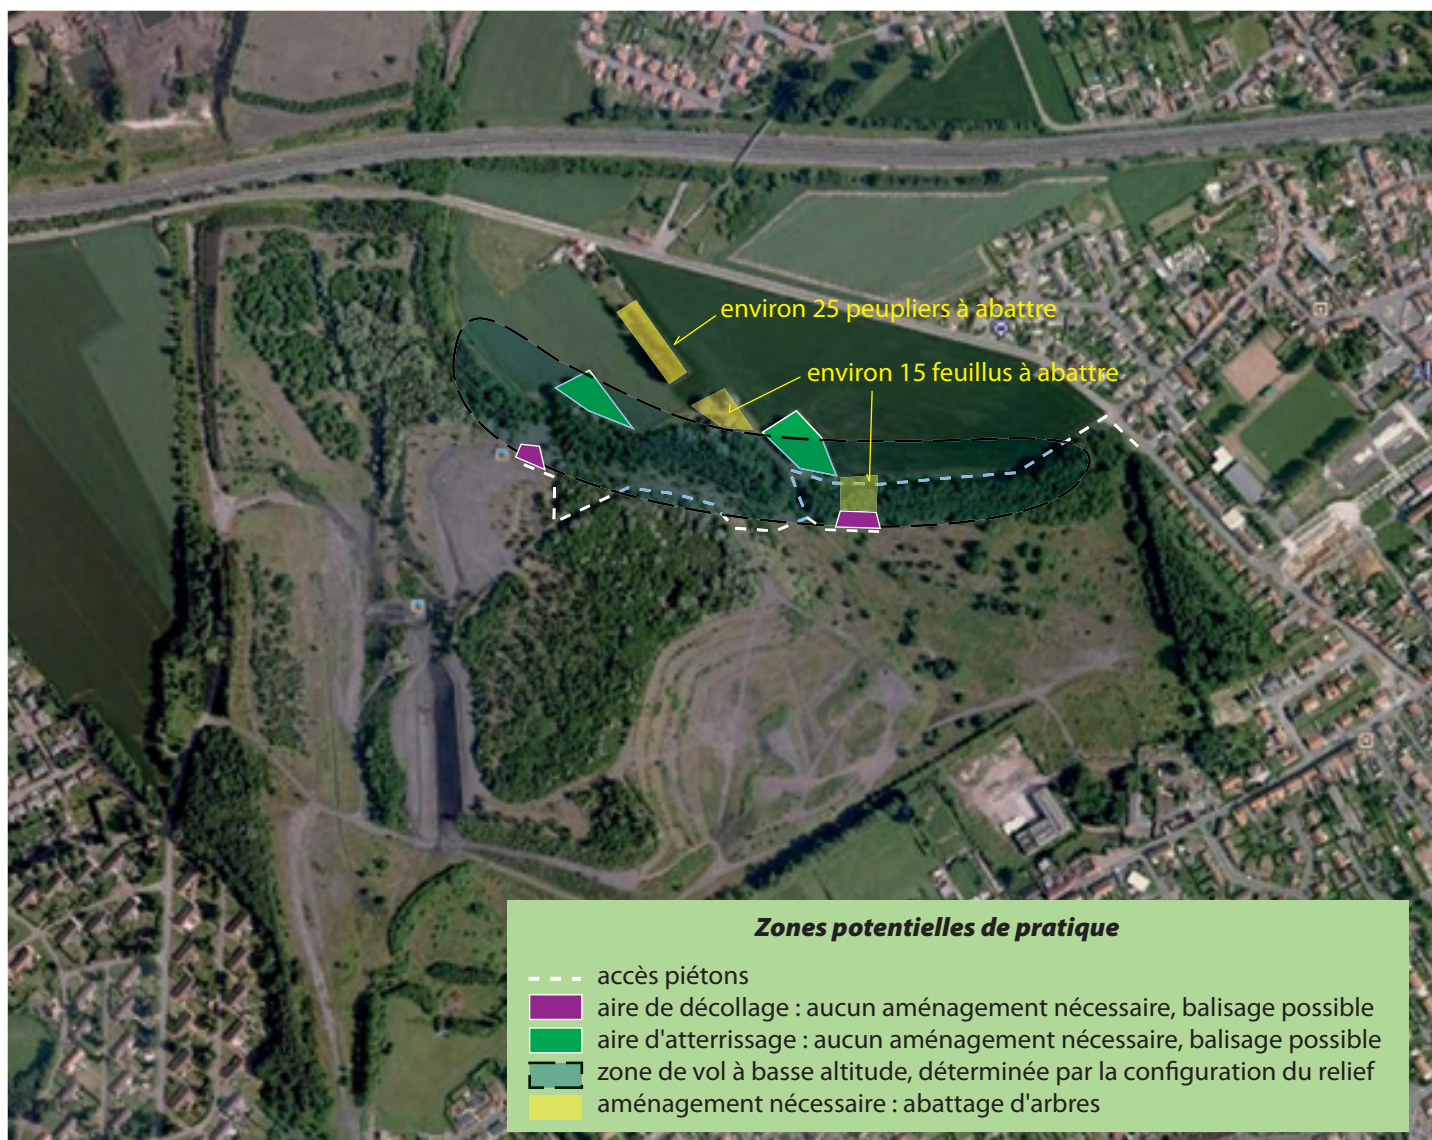 environ 25 peupliers à abattre
environ 15 feuillus à abattre
Zones potentielles de pratique
accès piétons
aire de décollage : aucun aménagement nécessaire, balisage possible
aire d'atterrissage : aucun aménagement nécessaire, balisage possible
zone de vol à basse altitude, déterminée par la configuration du relief
aménagement nécessaire : abattage d'arbres